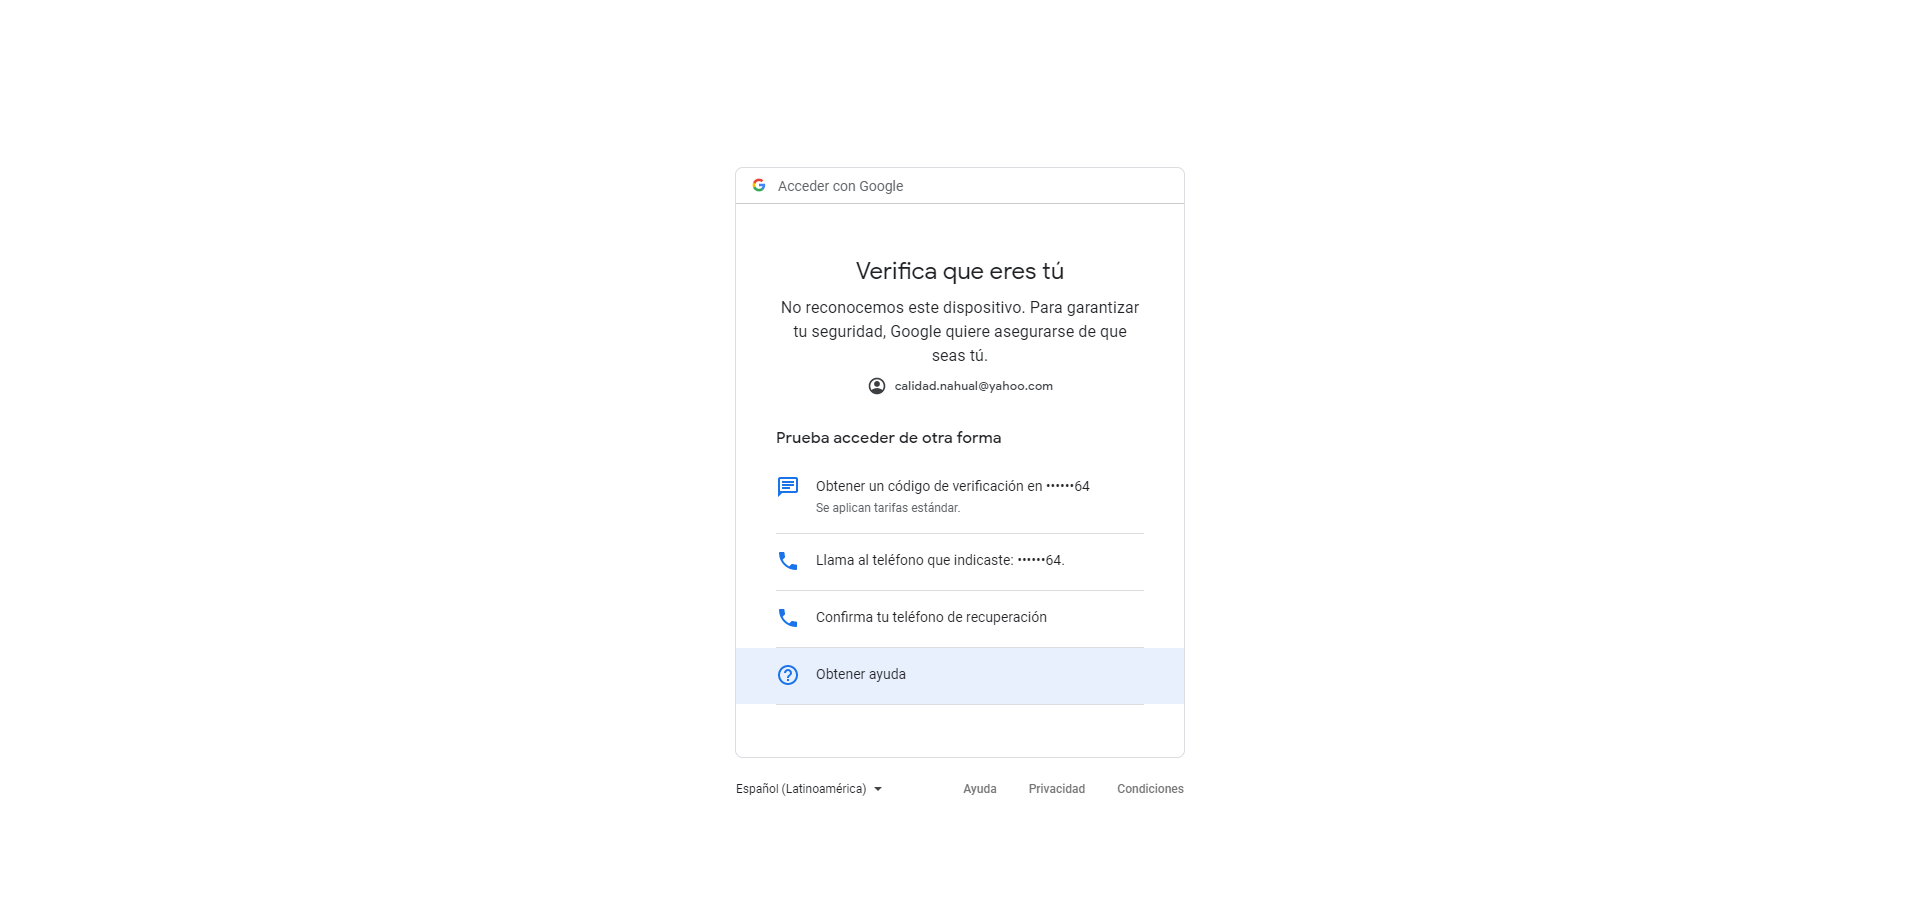 Acceder con Google
Verifica que eres tú
No reconocemos este dispositivo. Para garantizar
tu seguridad, Google quiere asegurarse de que
seas tú.
calidad.nahual@yahoo.com
Prueba acceder de otra forma
Obtener un código de verificación en ••••••64
Se aplican tarifas estándar.
Llama al teléfono que indicaste: ••••••64.
Confirma tu teléfono de recuperación
Obtener ayuda
Español (Latinoamérica) Ayuda Privacidad Condiciones